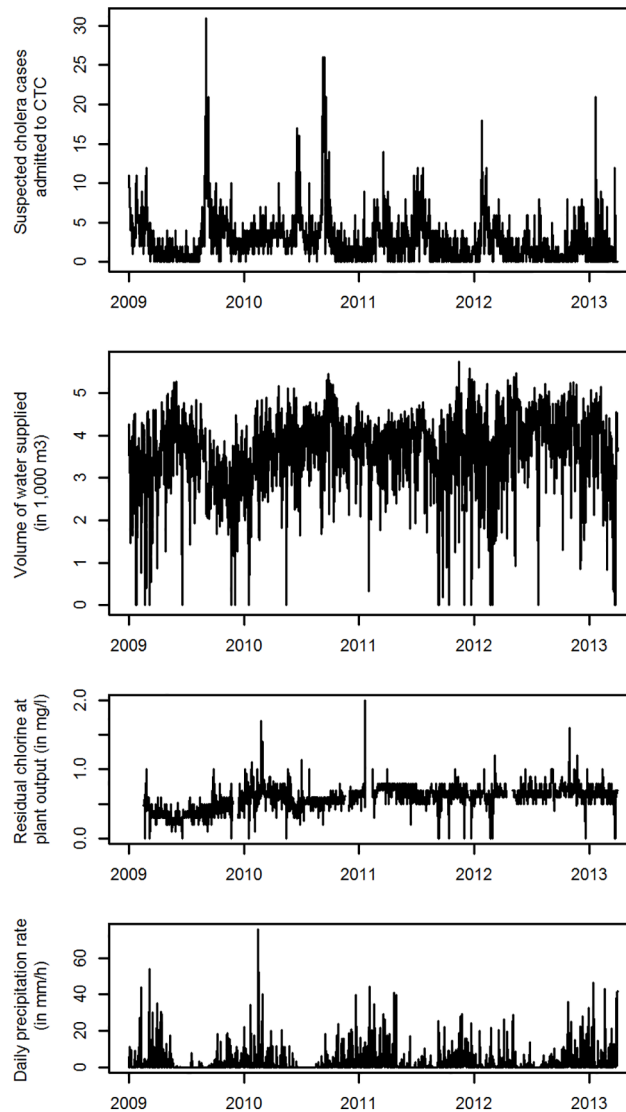 Suspected cholera cases
admitted to CTC
30
25
20
15
10
5
0
2009 2010 2011 2012 2013
Volume of water supplied
(in 1,000 m3)
5
4
3
2
1
0
2009 2010 2011 2012 2013
Residual chlorine at
plant output (in mg/l)
2.0
1.0
0.0
2009 2010 2011 2012 2013
Daily precipitation rate
(in mm/h)
60
40
20
0
2009 2010 2011 2012 2013